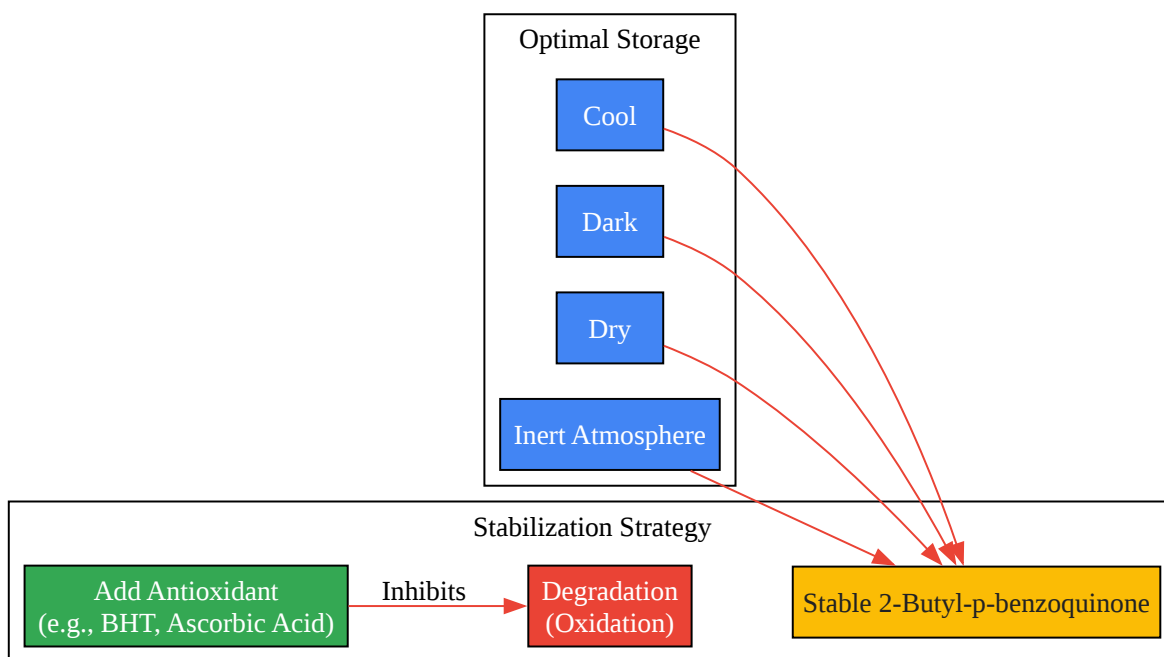 Optimal Storage
Cool
Dark
Dry
Inert Atmosphere
Stabilization Strategy
Add Antioxidant
(e.g., BHT, Ascorbic Acid)
Inhibits
Degradation
(Oxidation)
Stable 2-Butyl-p-benzoquinone